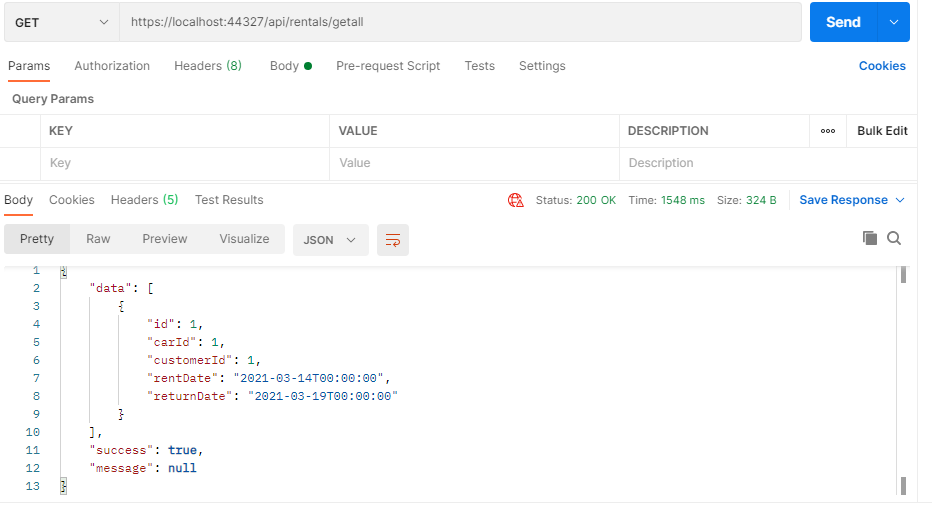 GET https://localhost:44327/api/rentals/getall Send
Params Authorization Headers (8) Body Pre-request Script Tests Settings Cookies
Query Params
KEY VALUE DESCRIPTION ooo Bulk Edit
Key Value Description
Body Cookies Headers (5) Test Results Status: 200 OK Time: 1548 ms Size: 324 B Save Response
Pretty Raw Preview Visualize JSON
1 {
2 "data": [
3 {
4 "id": 1,
5 "carId": 1,
6 "customerId": 1,
7 "rentDate": "2021-03-14T00:00:00",
8 "returnDate": "2021-03-19T00:00:00"
9 }
10 ],
11 "success": true,
12 "message": null
13 }